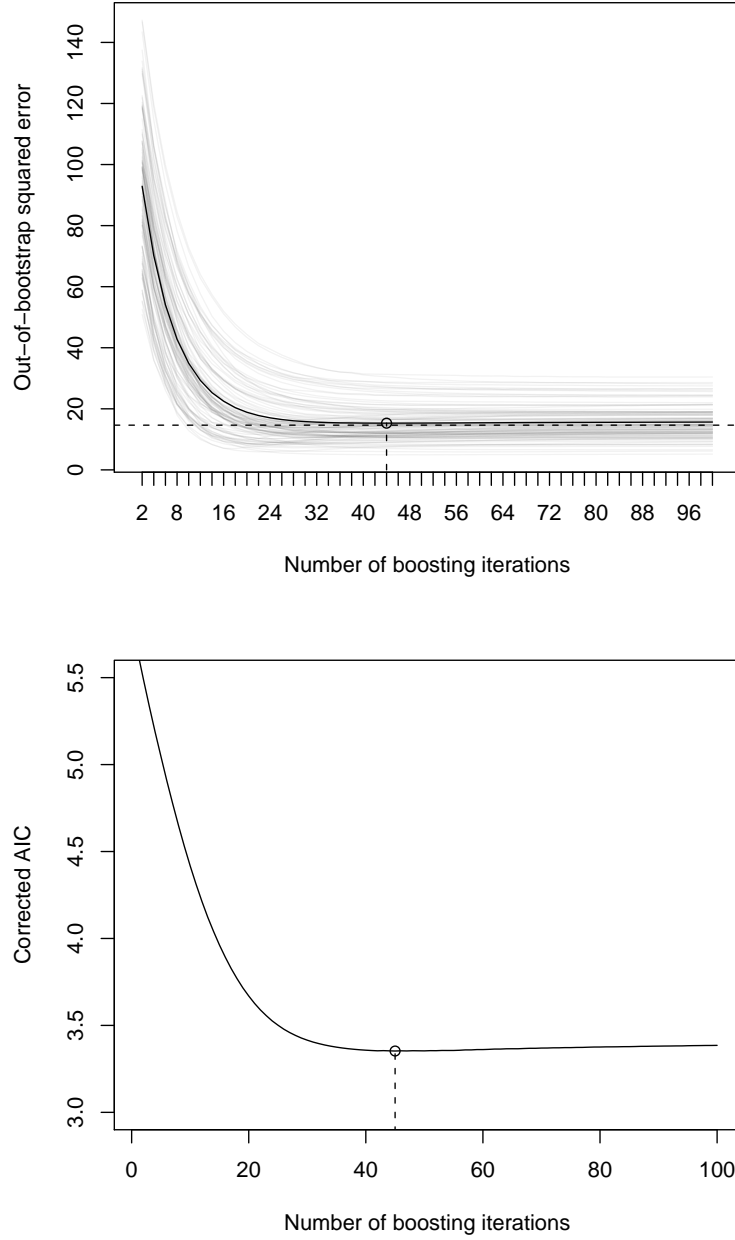 140
120
100
80
60
40
20
0
Out−of−bootstrap squared error
2 8 16 24 32 40 48 56 64 72 80 88 96
Number of boosting iterations
5.5
5.0
4.5
4.0
3.5
3.0
Corrected AIC
0 20 40 60 80 100
Number of boosting iterations